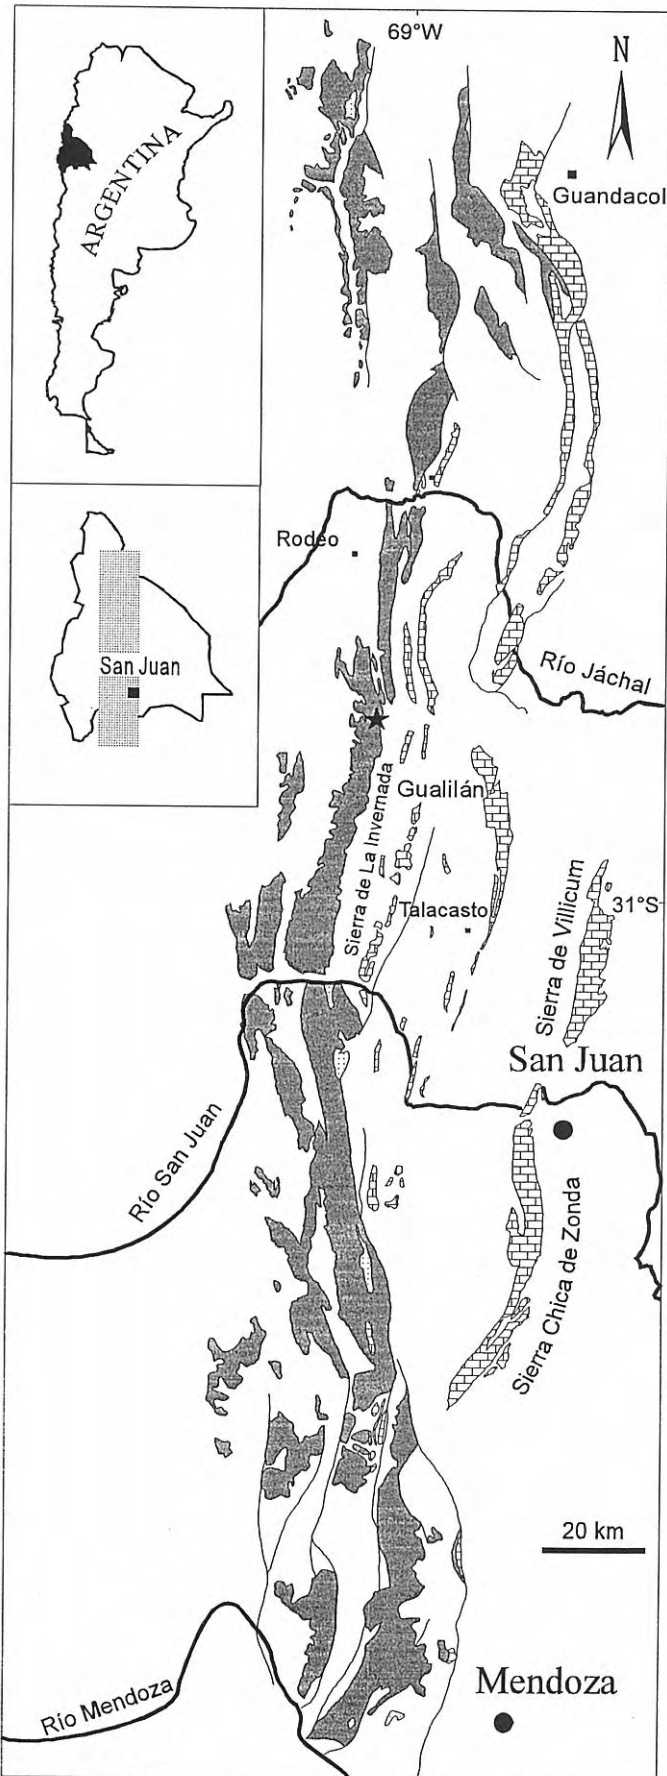 69°W
N
ARGENTINA
Guandacol
Rodeo
San Juan
Río Jáchal
Gualilán
Sierra de La Invernada
Talacasto
31°S
Sierra de Villicum
San Juan
Río San Juan
Sierra Chica de Zonda
20 km
Mendoza
Río Mendoza